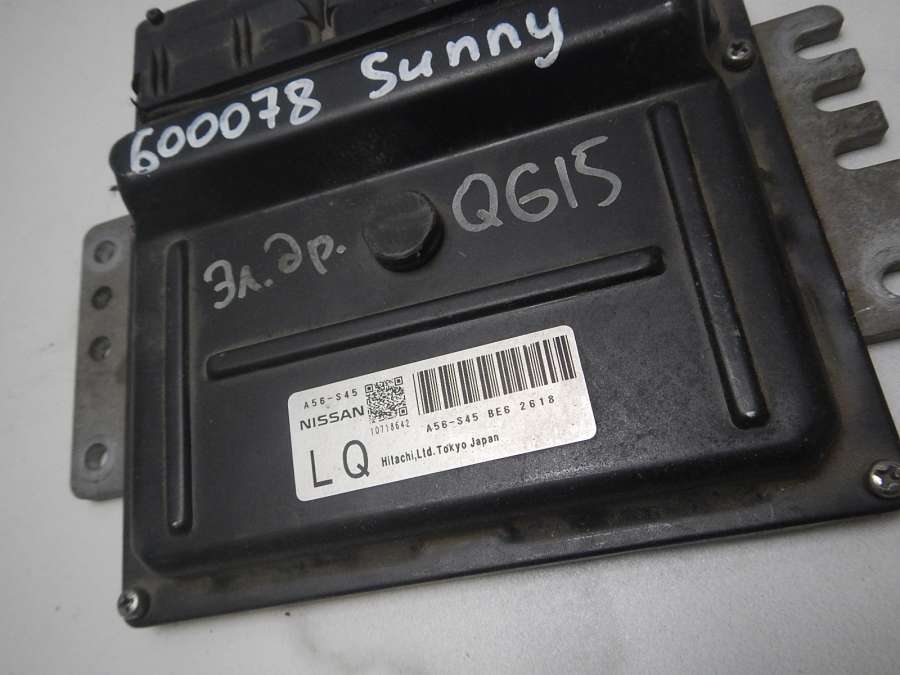 600078 Sunny
QG15
Эл. др.
A56-S45
NISSAN
10718642
A56-S45 BE6 2618
LQ
Hitachi,Ltd.Tokyo Japan